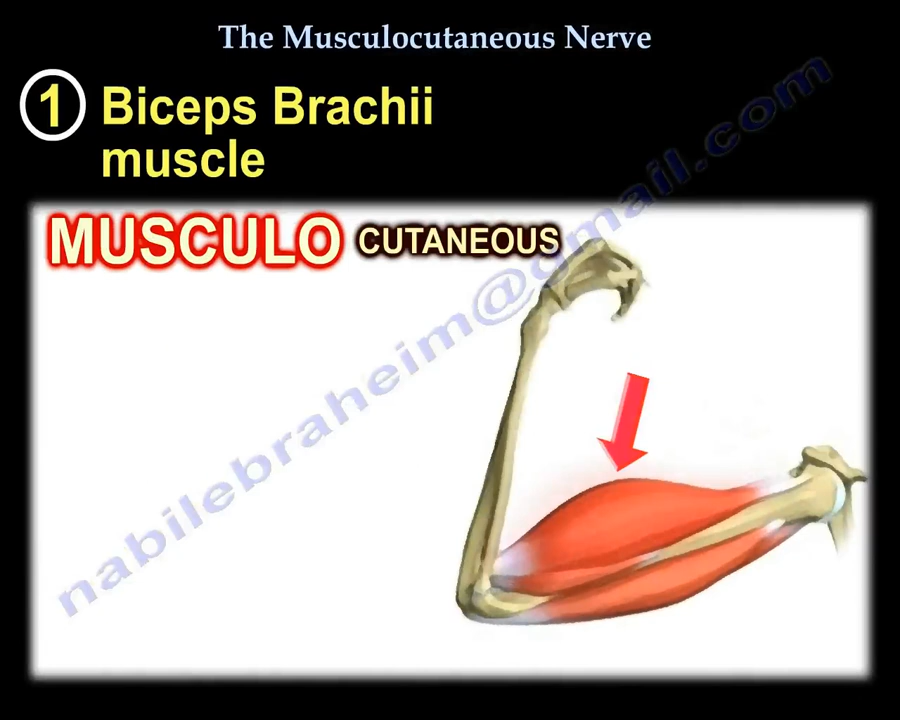 The Musculocutaneous Nerve
1 Biceps Brachii
muscle
MUSCULO CUTANEOUS
nabilebraheim@gmail.com